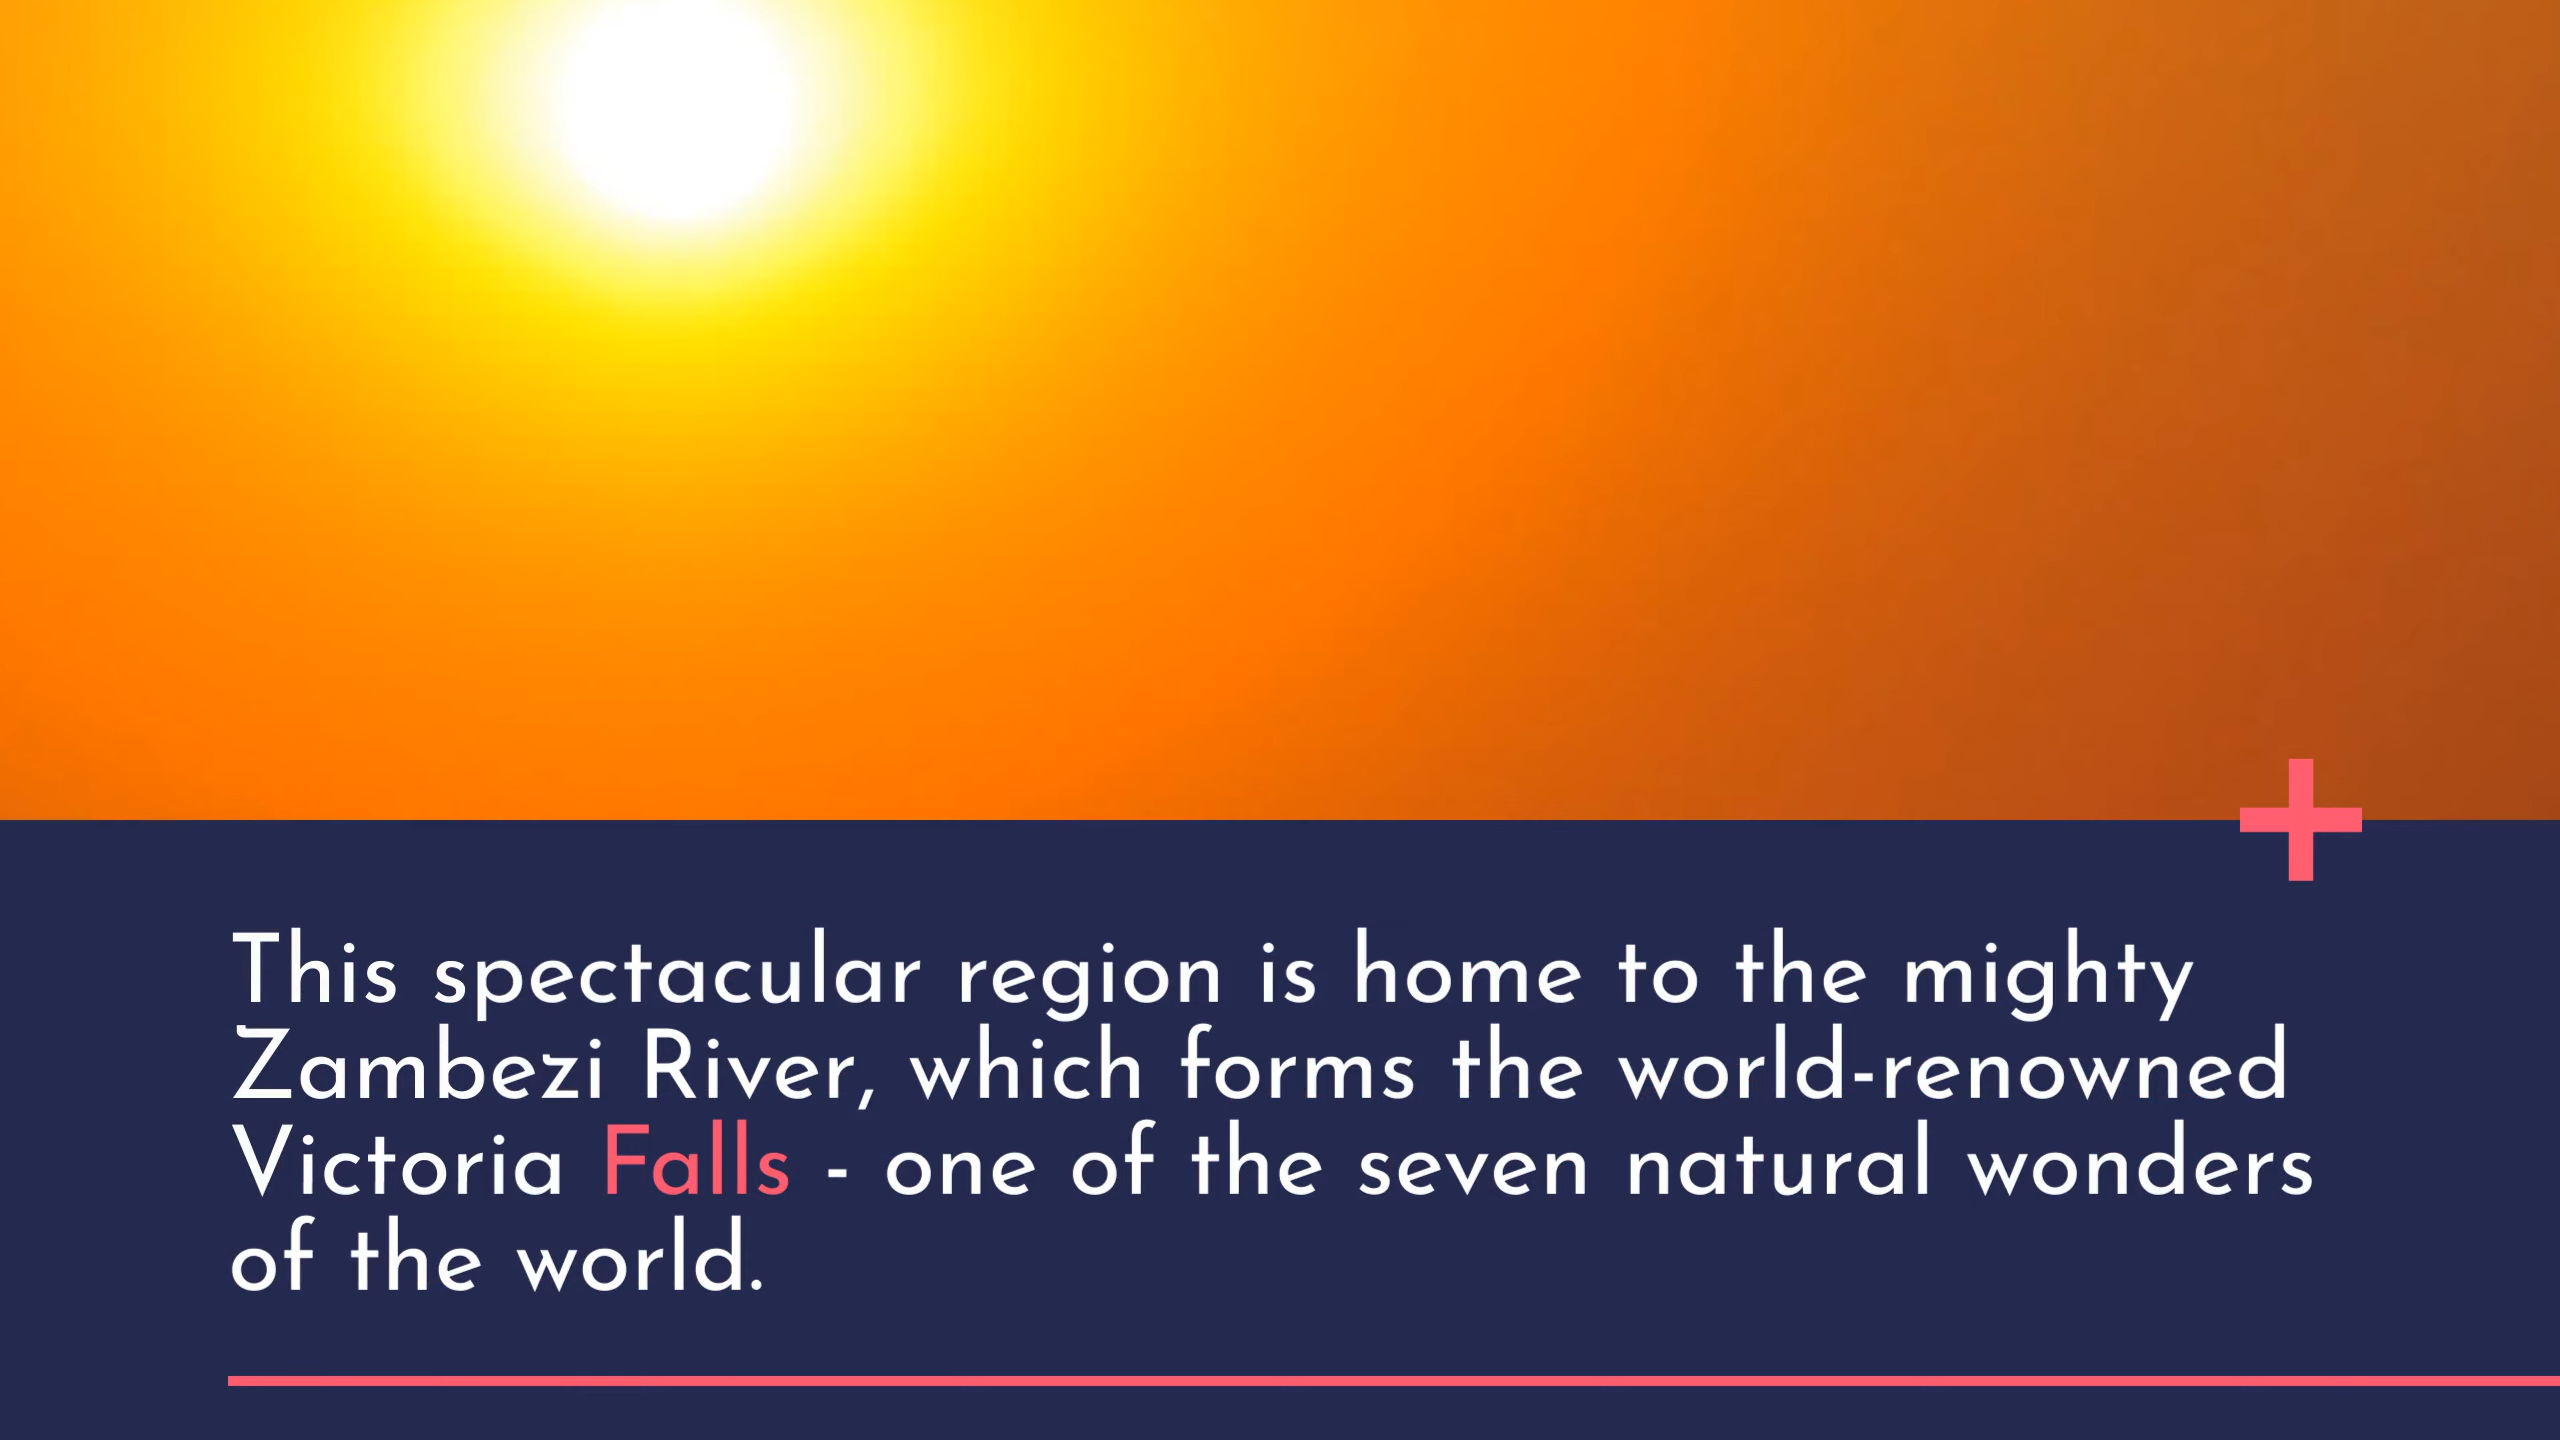 This spectacular region is home to the mighty
Zambezi River, which forms the world-renowned
Victoria Falls - one of the seven natural wonders
of the world.